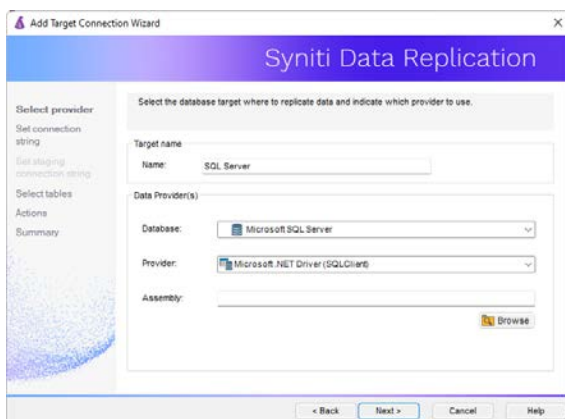 Add Target Connection Wizard
Syniti Data Replication
Select provider
Set connection
string
Set staging
connection string
Select tables
Actions
Summary
Select the database target where to replicate data and indicate which provider to use.
Target name
Name:
SQL Server
Data Provider(s)
Database:
Microsoft SQL Server
Provider:
Microsoft .NET Driver (SQLClient)
Assembly:
Browse
< Back
Next >
Cancel
Help